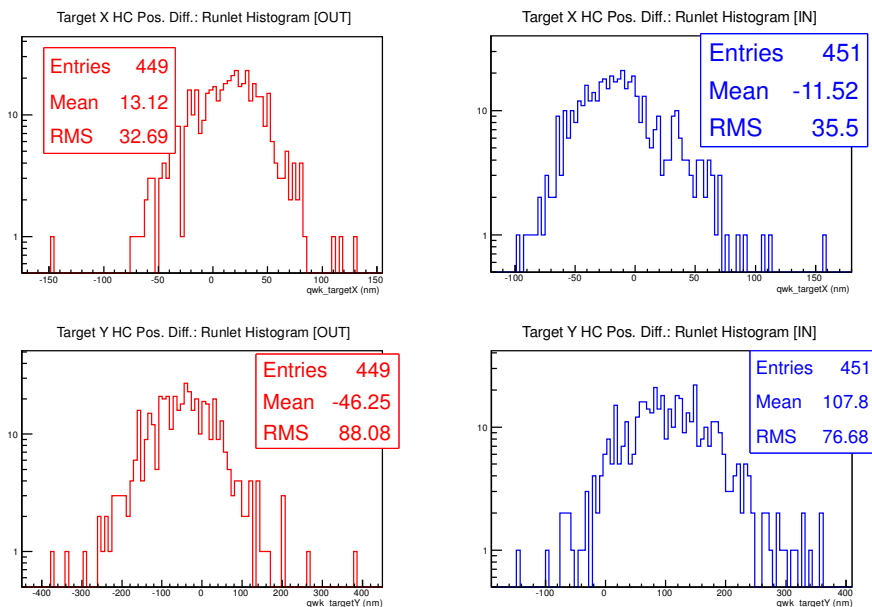 Target X HC Pos. Diff.: Runlet Histogram [OUT]
Entries 449
Mean 13.12
RMS 32.69
10
1
-150 -100 -50 0 50 100 150
qwk_targetX (nm)
Target X HC Pos. Diff.: Runlet Histogram [IN]
Entries 451
Mean -11.52
RMS 35.5
10
1
-100 -50 0 50 100 150
qwk_targetX (nm)
Target Y HC Pos. Diff.: Runlet Histogram [OUT]
Entries 449
Mean -46.25
RMS 88.08
10
1
-400 -300 -200 -100 0 100 200 300 400
qwk_targetY (nm)
Target Y HC Pos. Diff.: Runlet Histogram [IN]
Entries 451
Mean 107.8
RMS 76.68
10
1
-100 0 100 200 300 400
qwk_targetY (nm)